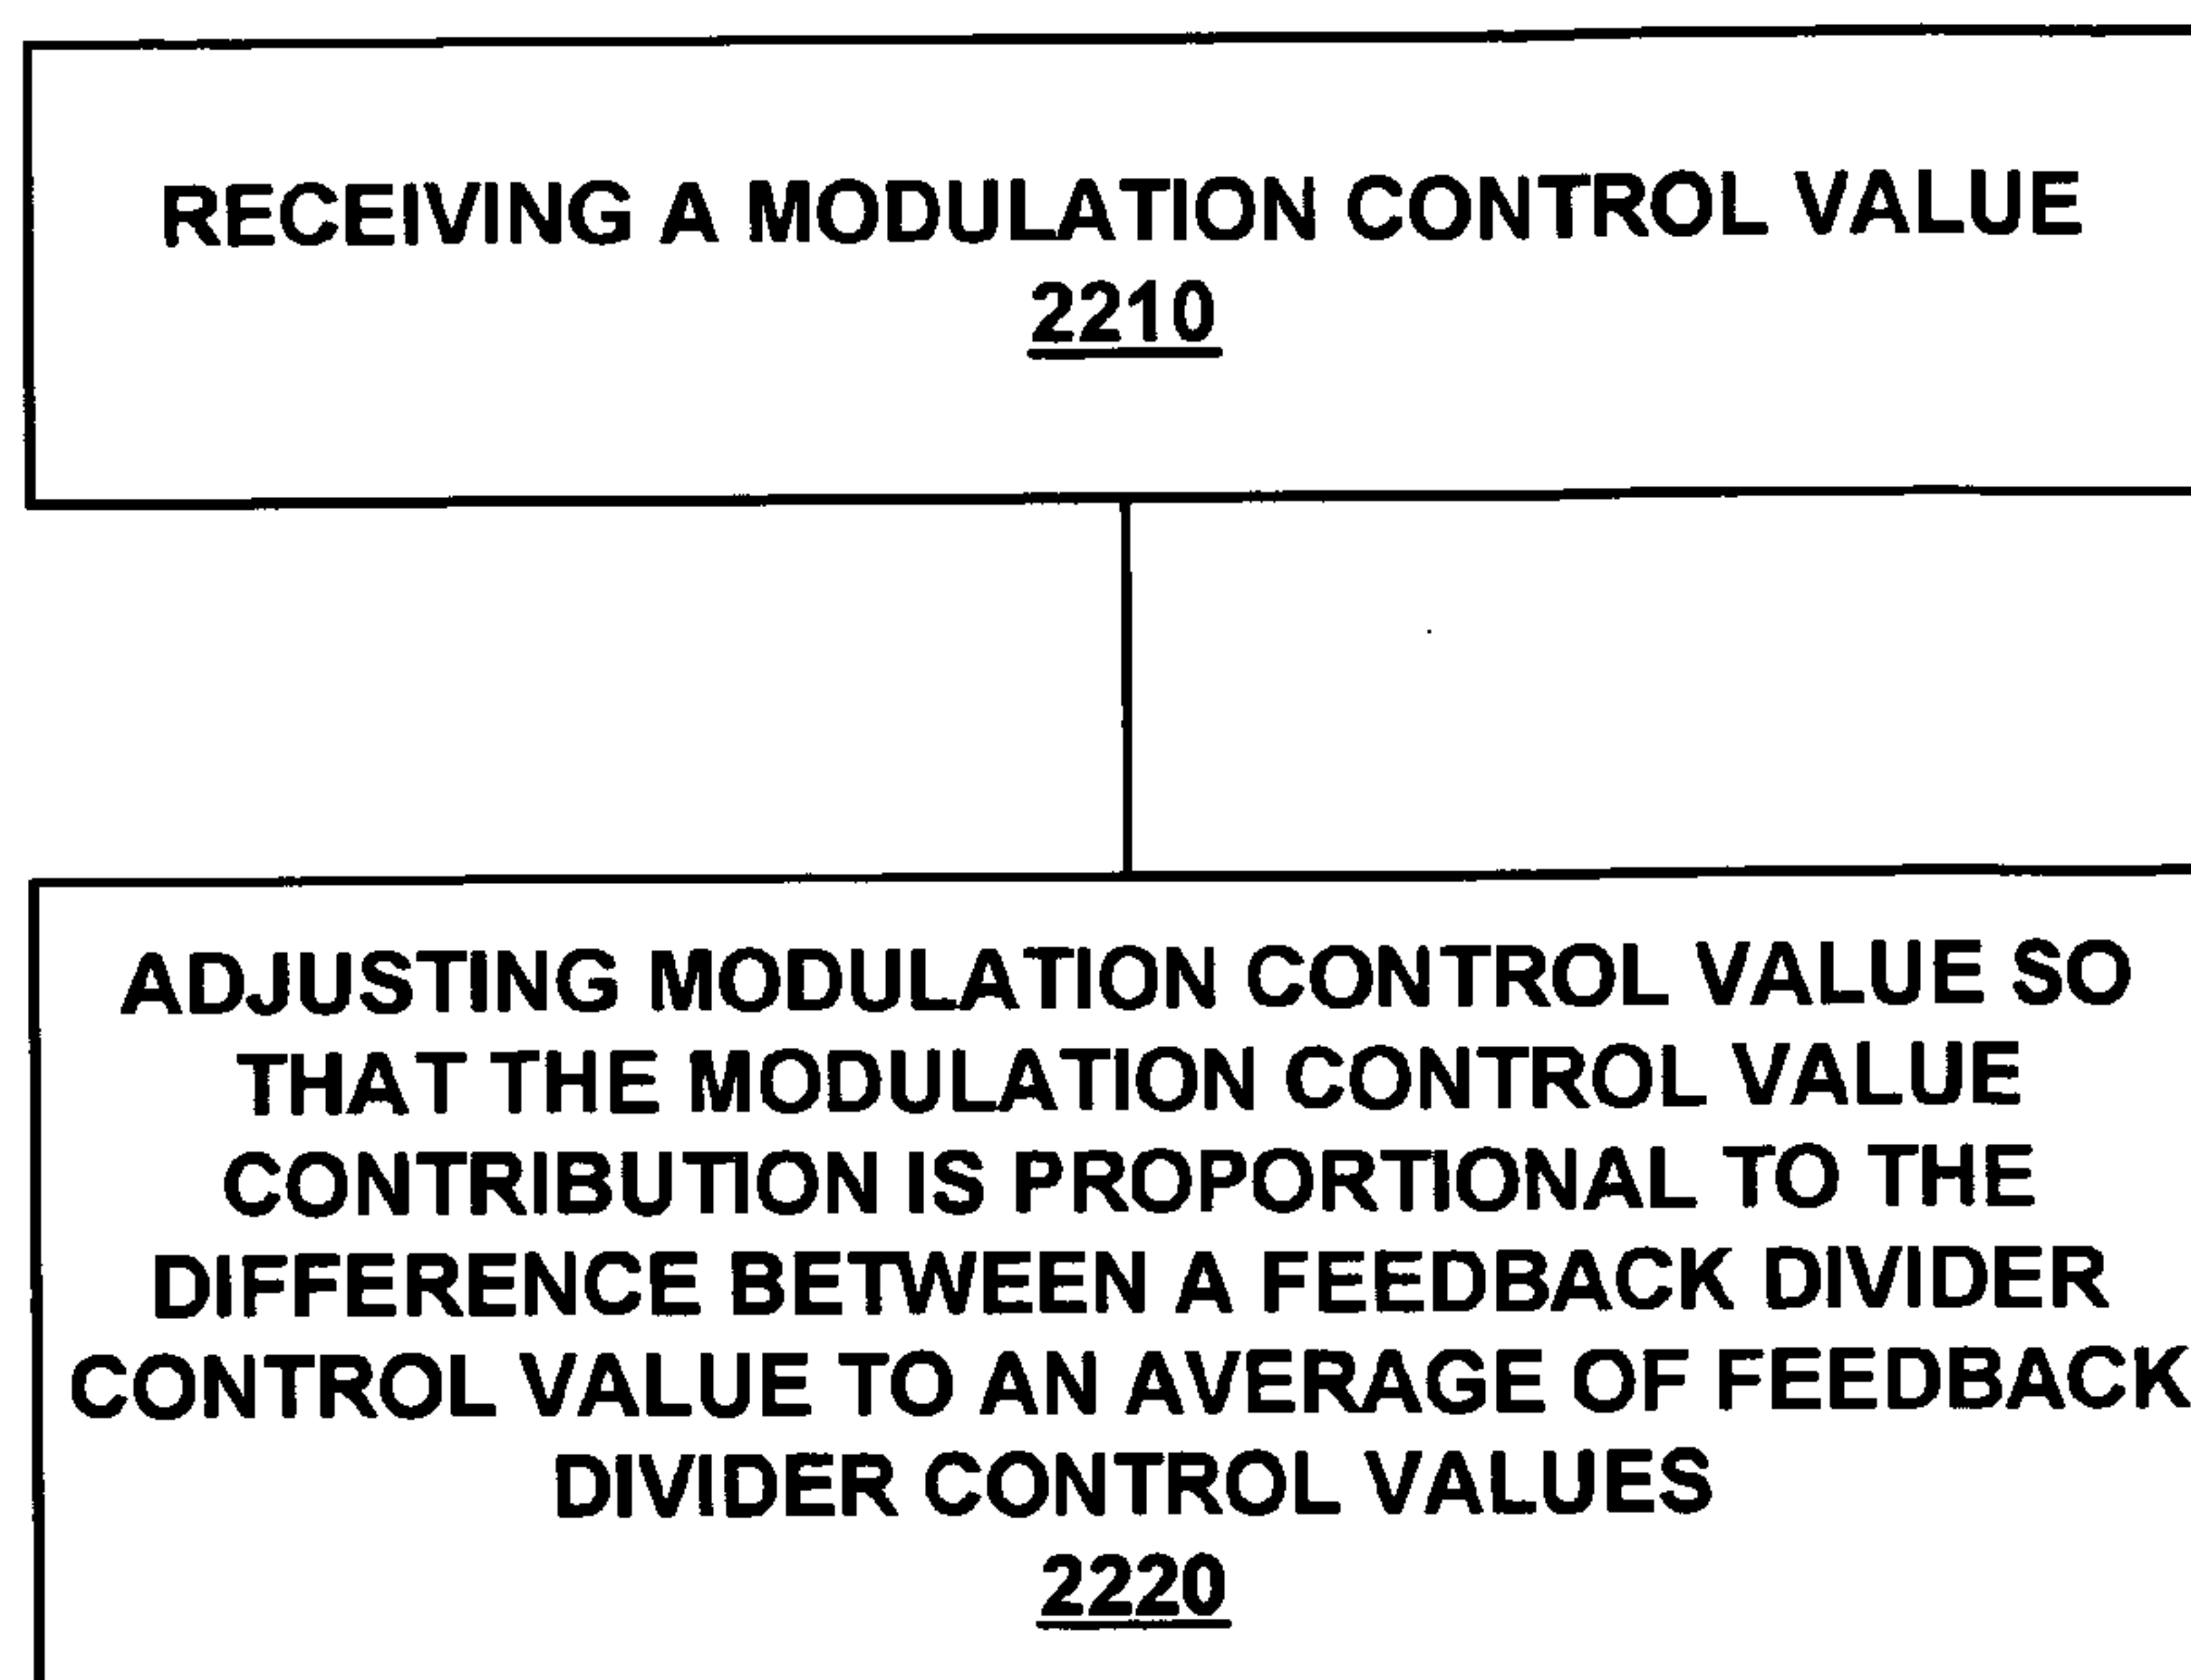 RECEIVING A MODULATION CONTROL VALUE
2210
ADJUSTING MODULATION CONTROL VALUE SO
THAT THE MODULATION CONTROL VALUE
CONTRIBUTION IS PROPORTIONAL TO THE
DIFFERENCE BETWEEN A FEEDBACK DIVIDER
CONTROL VALUE TO AN AVERAGE OF FEEDBACK
DIVIDER CONTROL VALUES
2220